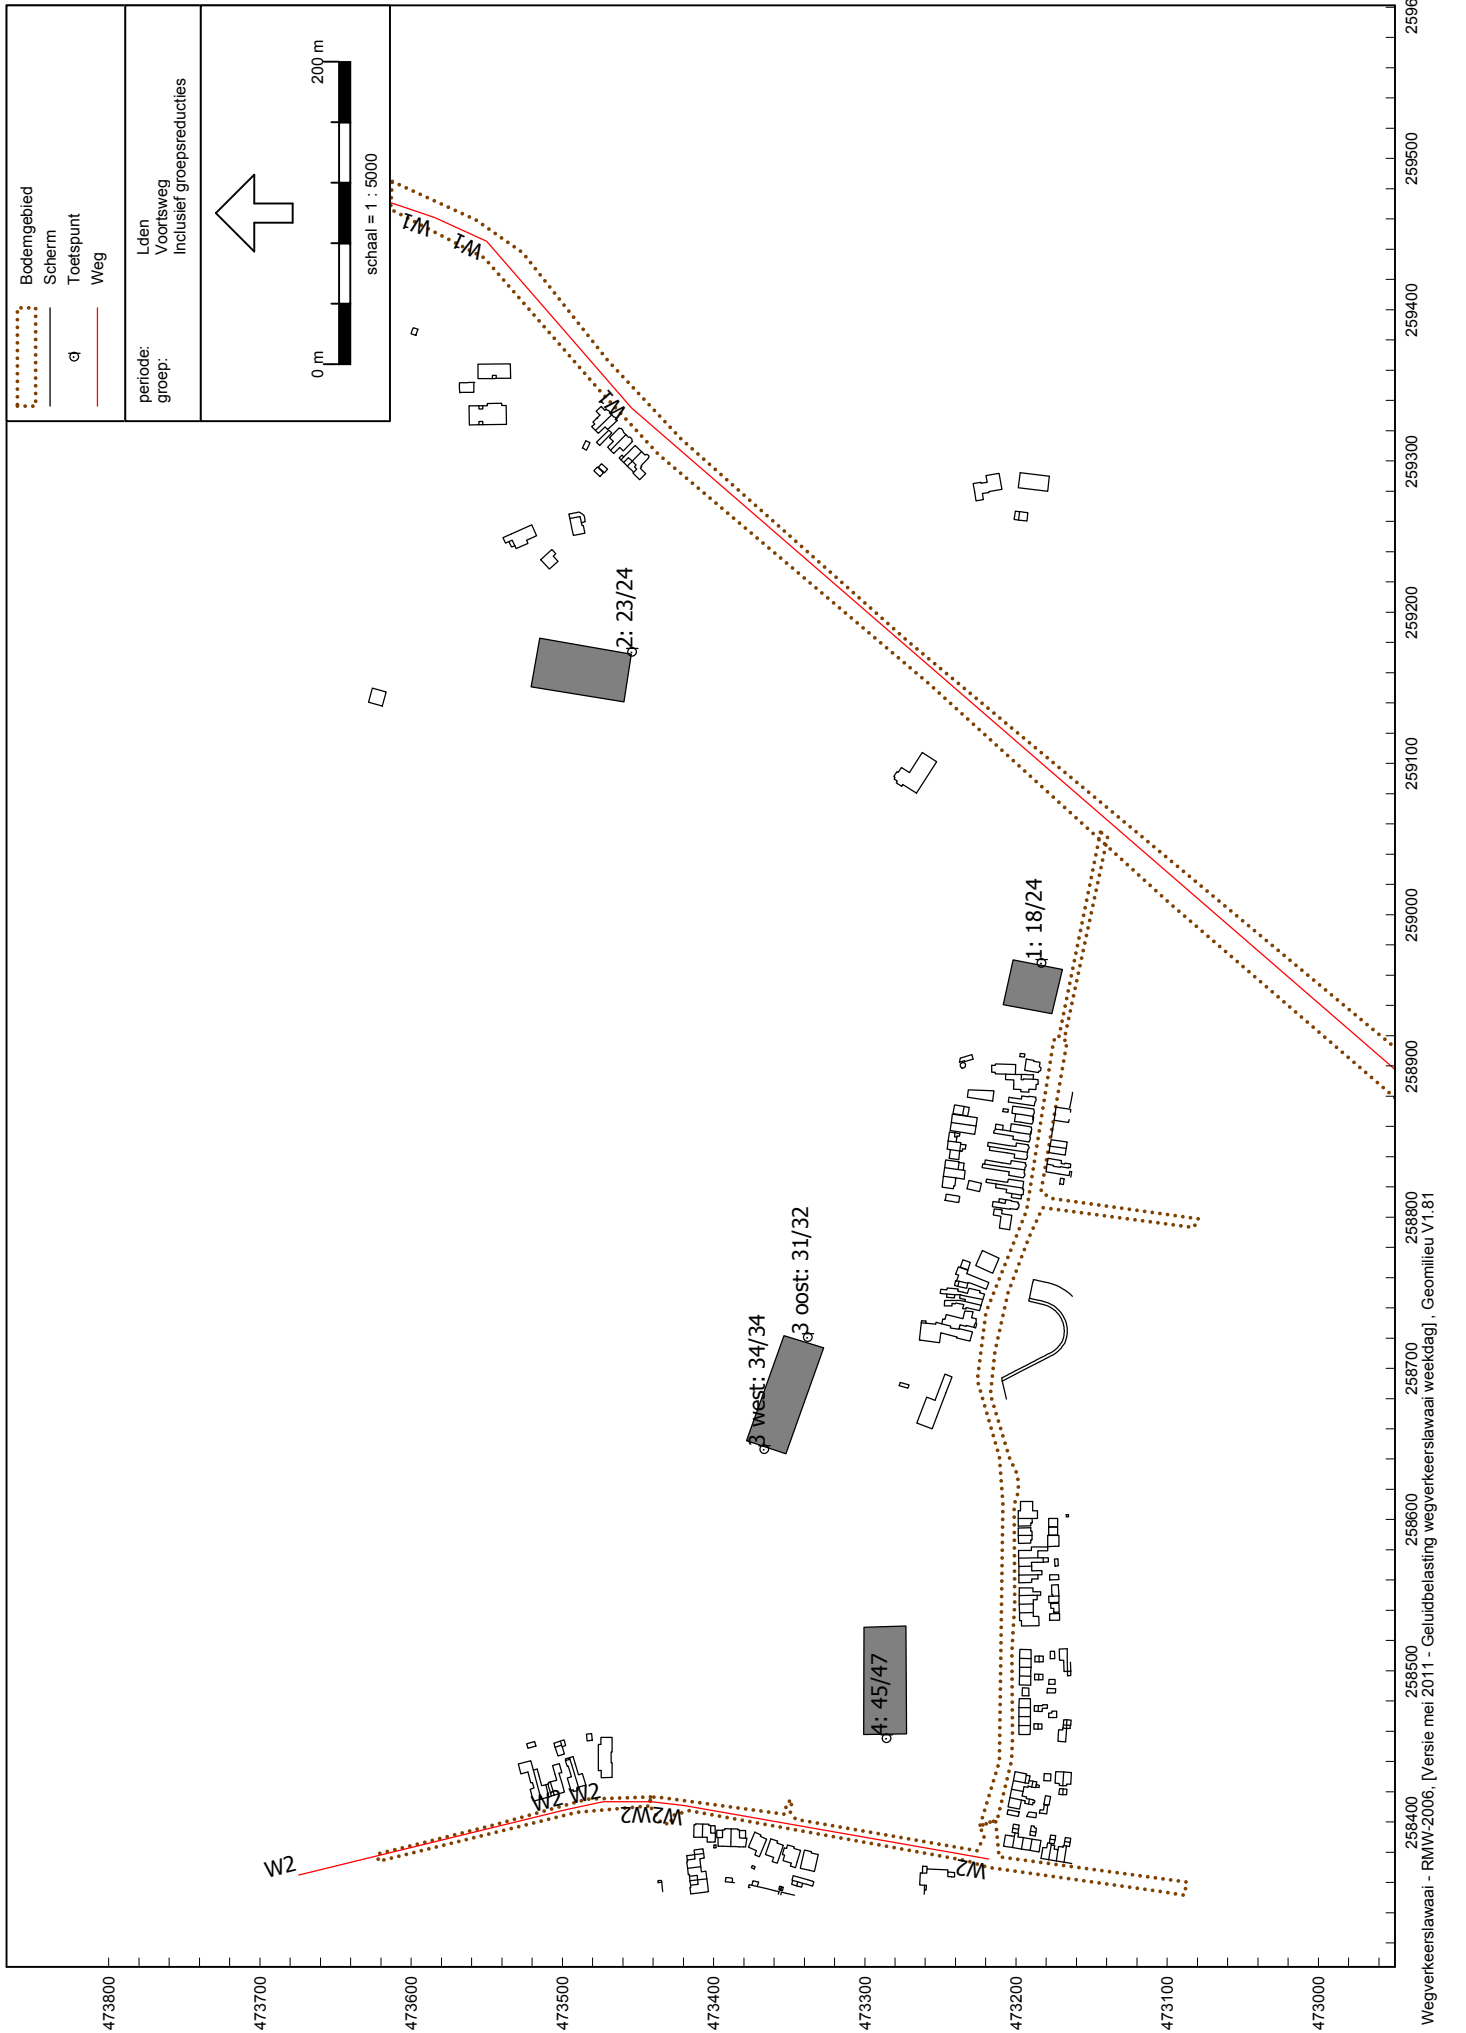 Bodemgebied
Scherm
Toetspunt
Weg
periode: Lden
groep: Voortsweg
Inclusief groepsreducties
0 m 200 m
schaal = 1 : 5000
W2
W2
W2
W2
W2
W2
4: 45/47
3 west: 34/34
3 oost: 31/32
1: 18/24
2: 23/24
W1
W1
W1
473800
473700
473600
473500
473400
473300
473200
473100
473000
258400
258500
258600
258700
258800
258900
259000
259100
259200
259300
259400
259500
Wegverkeerslawaai - RMW-2006, [Versie mei 2011 - Geluidbelasting wegverkeerslawaai weekdag] , Geomilieu V1.81